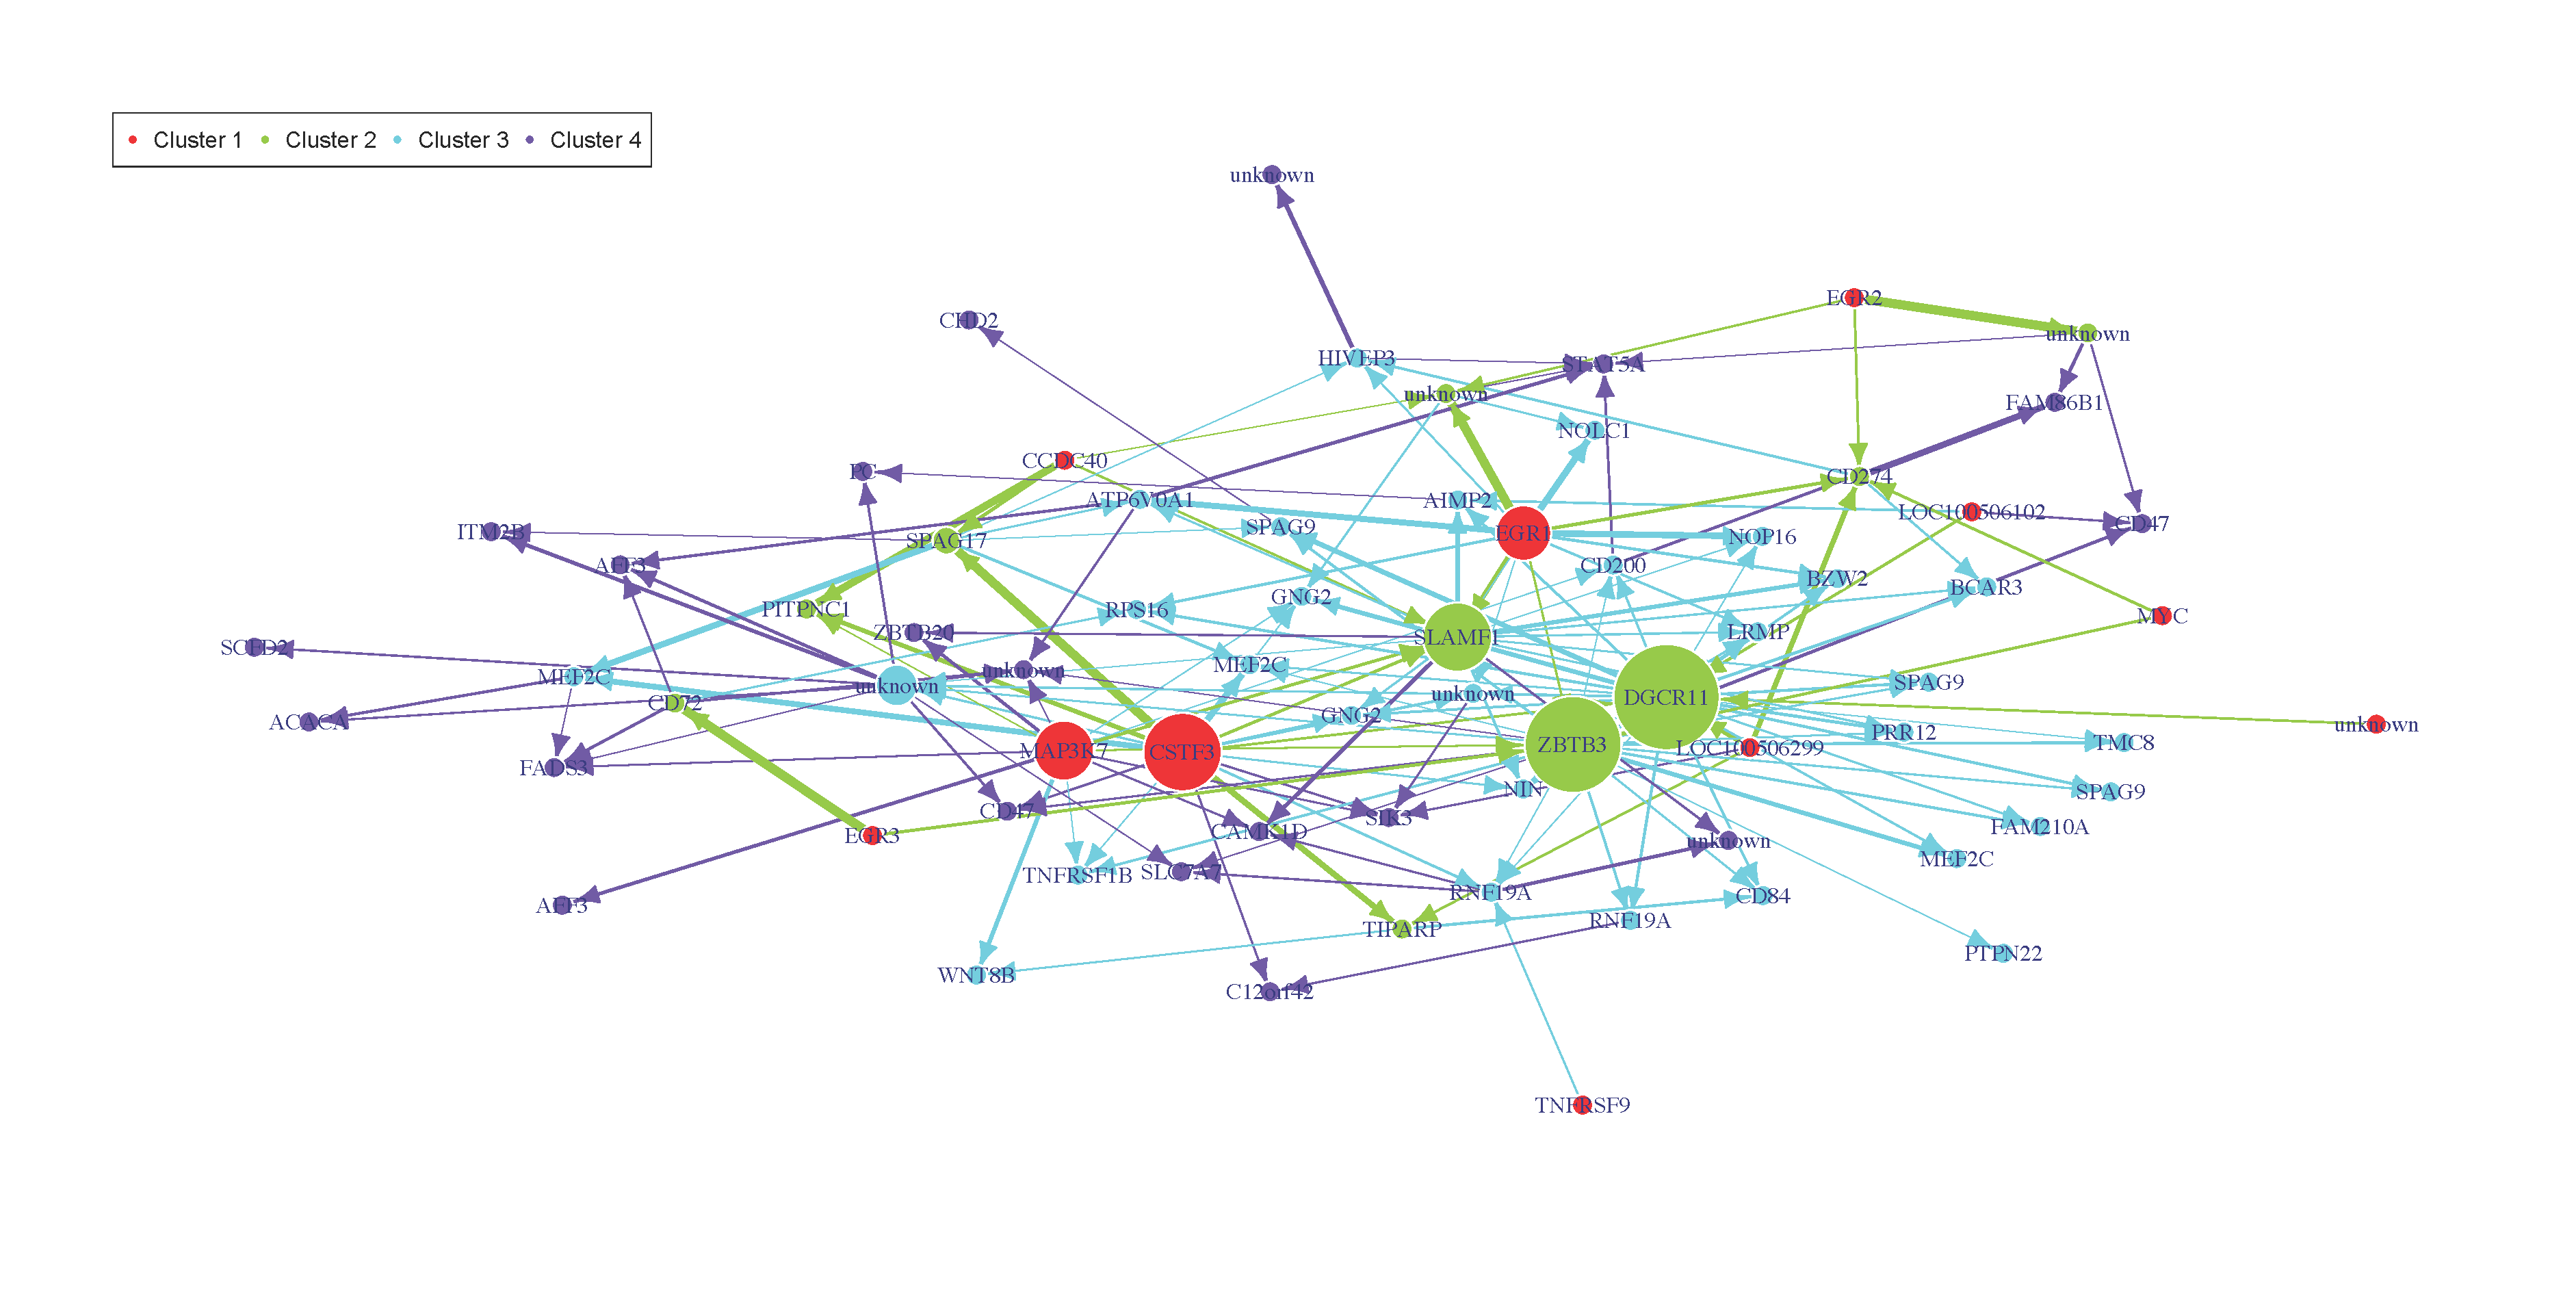 Cluster 1 Cluster 2 Cluster 3 Cluster 4
unknown
EGR2
CHD2
unknown
HIVEP3
STAT5A
unknown
FAM86B1
NOLC1
CCDC40
PC
CD274
ATP6V0A1
AIMP2
LOC100506102
CD47
SPAG9
ITM2B
EGR1
NOP16
SPAG17
AFF3
CD200
BZW2
BCAR3
GNG2
PITPNC1
RPS16
MYC
ZBTB20
LRMP
SLAMF1
SCFD2
MEF2C
unknown
MEF2C
unknown
SPAG9
unknown
DGCR11
CD72
GNG2
ACACA
unknown
PRR12
TMC8
ZBTB3
LOC100506299
MAP3K7
CSTF3
FADS3
NIN
SPAG9
CD47
SIK3
FAM210A
CAMK1D
EGR3
unknown
MEF2C
SLC7A7
TNFRSF1B
RNF19A
CD84
AFF3
RNF19A
TIPARP
PTPN22
WNT8B
C12orf42
TNFRSF9